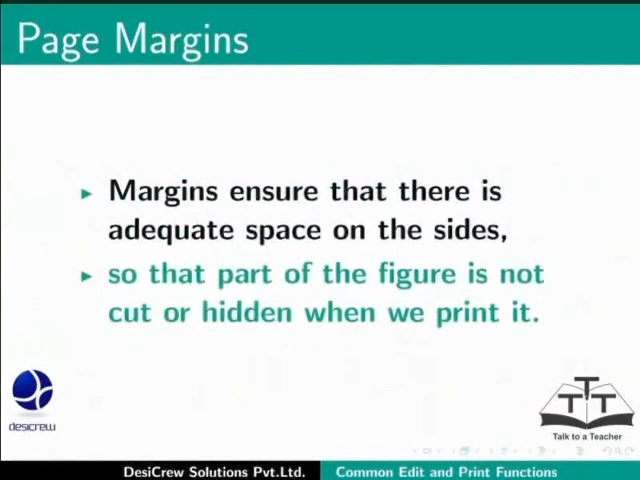 Page Margins
Margins ensure that there is
adequate space on the sides,
so that part of the figure is not
cut or hidden when we print it.
desicrew
TTT
Talk to a Teacher
DesiCrew Solutions Pvt.Ltd. Common Edit and Print Functions